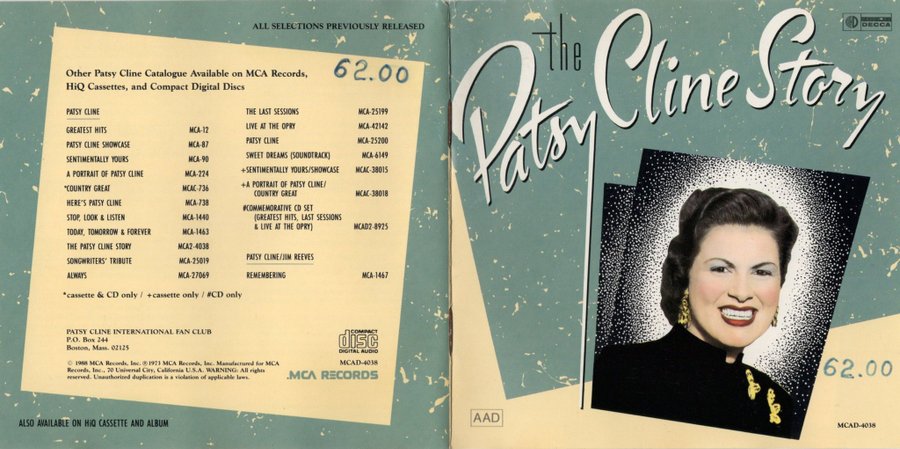 ALL SELECTIONS PREVIOUSLY RELEASED
Other Patsy Cline Catalogue Available on MCA Records,
HiQ Cassettes, and Compact Digital Discs
62.00
PATSY CLINE
GREATEST HITS MCA-12
PATSY CLINE SHOWCASE MCA-87
SENTIMENTALLY YOURS MCA-90
A PORTRAIT OF PATSY CLINE MCA-224
*COUNTRY GREAT MCAC-736
HERE'S PATSY CLINE MCA-738
STOP, LOOK & LISTEN MCA-1440
TODAY, TOMORROW & FOREVER MCA-1463
THE PATSY CLINE STORY MCA2-4038
SONGWRITERS' TRIBUTE MCA-25019
ALWAYS MCA-27069
THE LAST SESSIONS MCA-25199
LIVE AT THE OPRY MCA-42142
PATSY CLINE MCA-25200
SWEET DREAMS (SOUNDTRACK) MCA-6149
+SENTIMENTALLY YOURS/SHOWCASE MCAC-38015
+A PORTRAIT OF PATSY CLINE/
COUNTRY GREAT MCAC-38018
#COMMEMORATIVE CD SET
(GREATEST HITS, LAST SESSIONS
& LIVE AT THE OPRY) MCAD2-8925
PATSY CLINE/JIM REEVES
REMEMBERING MCA-1467
*cassette & CD only / +cassette only / #CD only
PATSY CLINE INTERNATIONAL FAN CLUB
P.O. Box 244
Boston, Mass. 02125
© 1988 MCA Records, Inc. ℗ 1973 MCA Records, Inc. Manufactured for MCA
Records, Inc., 70 Universal City, California U.S.A. WARNING: All rights
reserved. Unauthorized duplication is a violation of applicable laws.
COMPACT
disc
DIGITAL AUDIO
MCAD-4038
.MCA RECORDS
ALSO AVAILABLE ON HiQ CASSETTE AND ALBUM
the
Patsy Cline Story
DECCA
62.00
AAD
MCAD-4038